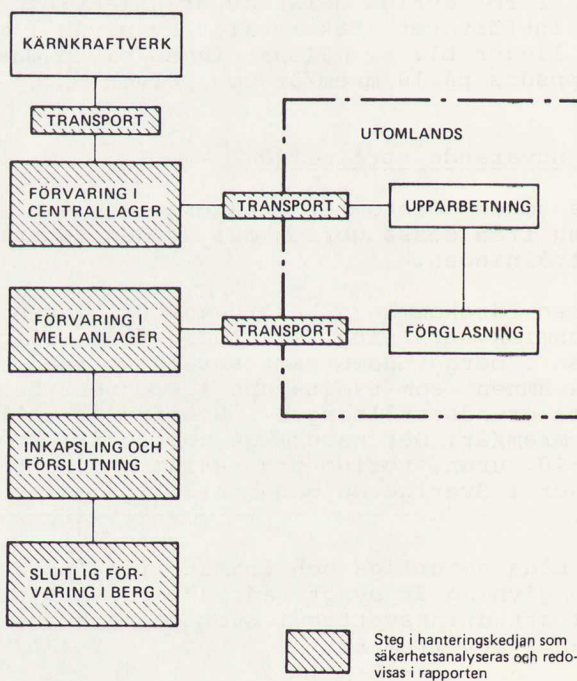 KÄRNKRAFTVERK
TRANSPORT
UTOMLANDS
FÖRVARING I
CENTRALLAGER
TRANSPORT
UPPARBETNING
FÖRVARING I
MELLANLAGER
TRANSPORT
FÖRGLASNING
INKAPSLING OCH
FÖRSLUTNING
SLUTLIG FÖR-
VARING I BERG
Steg i hanteringskedjan som
säkerhetsanalyseras och redo-
visas i rapporten